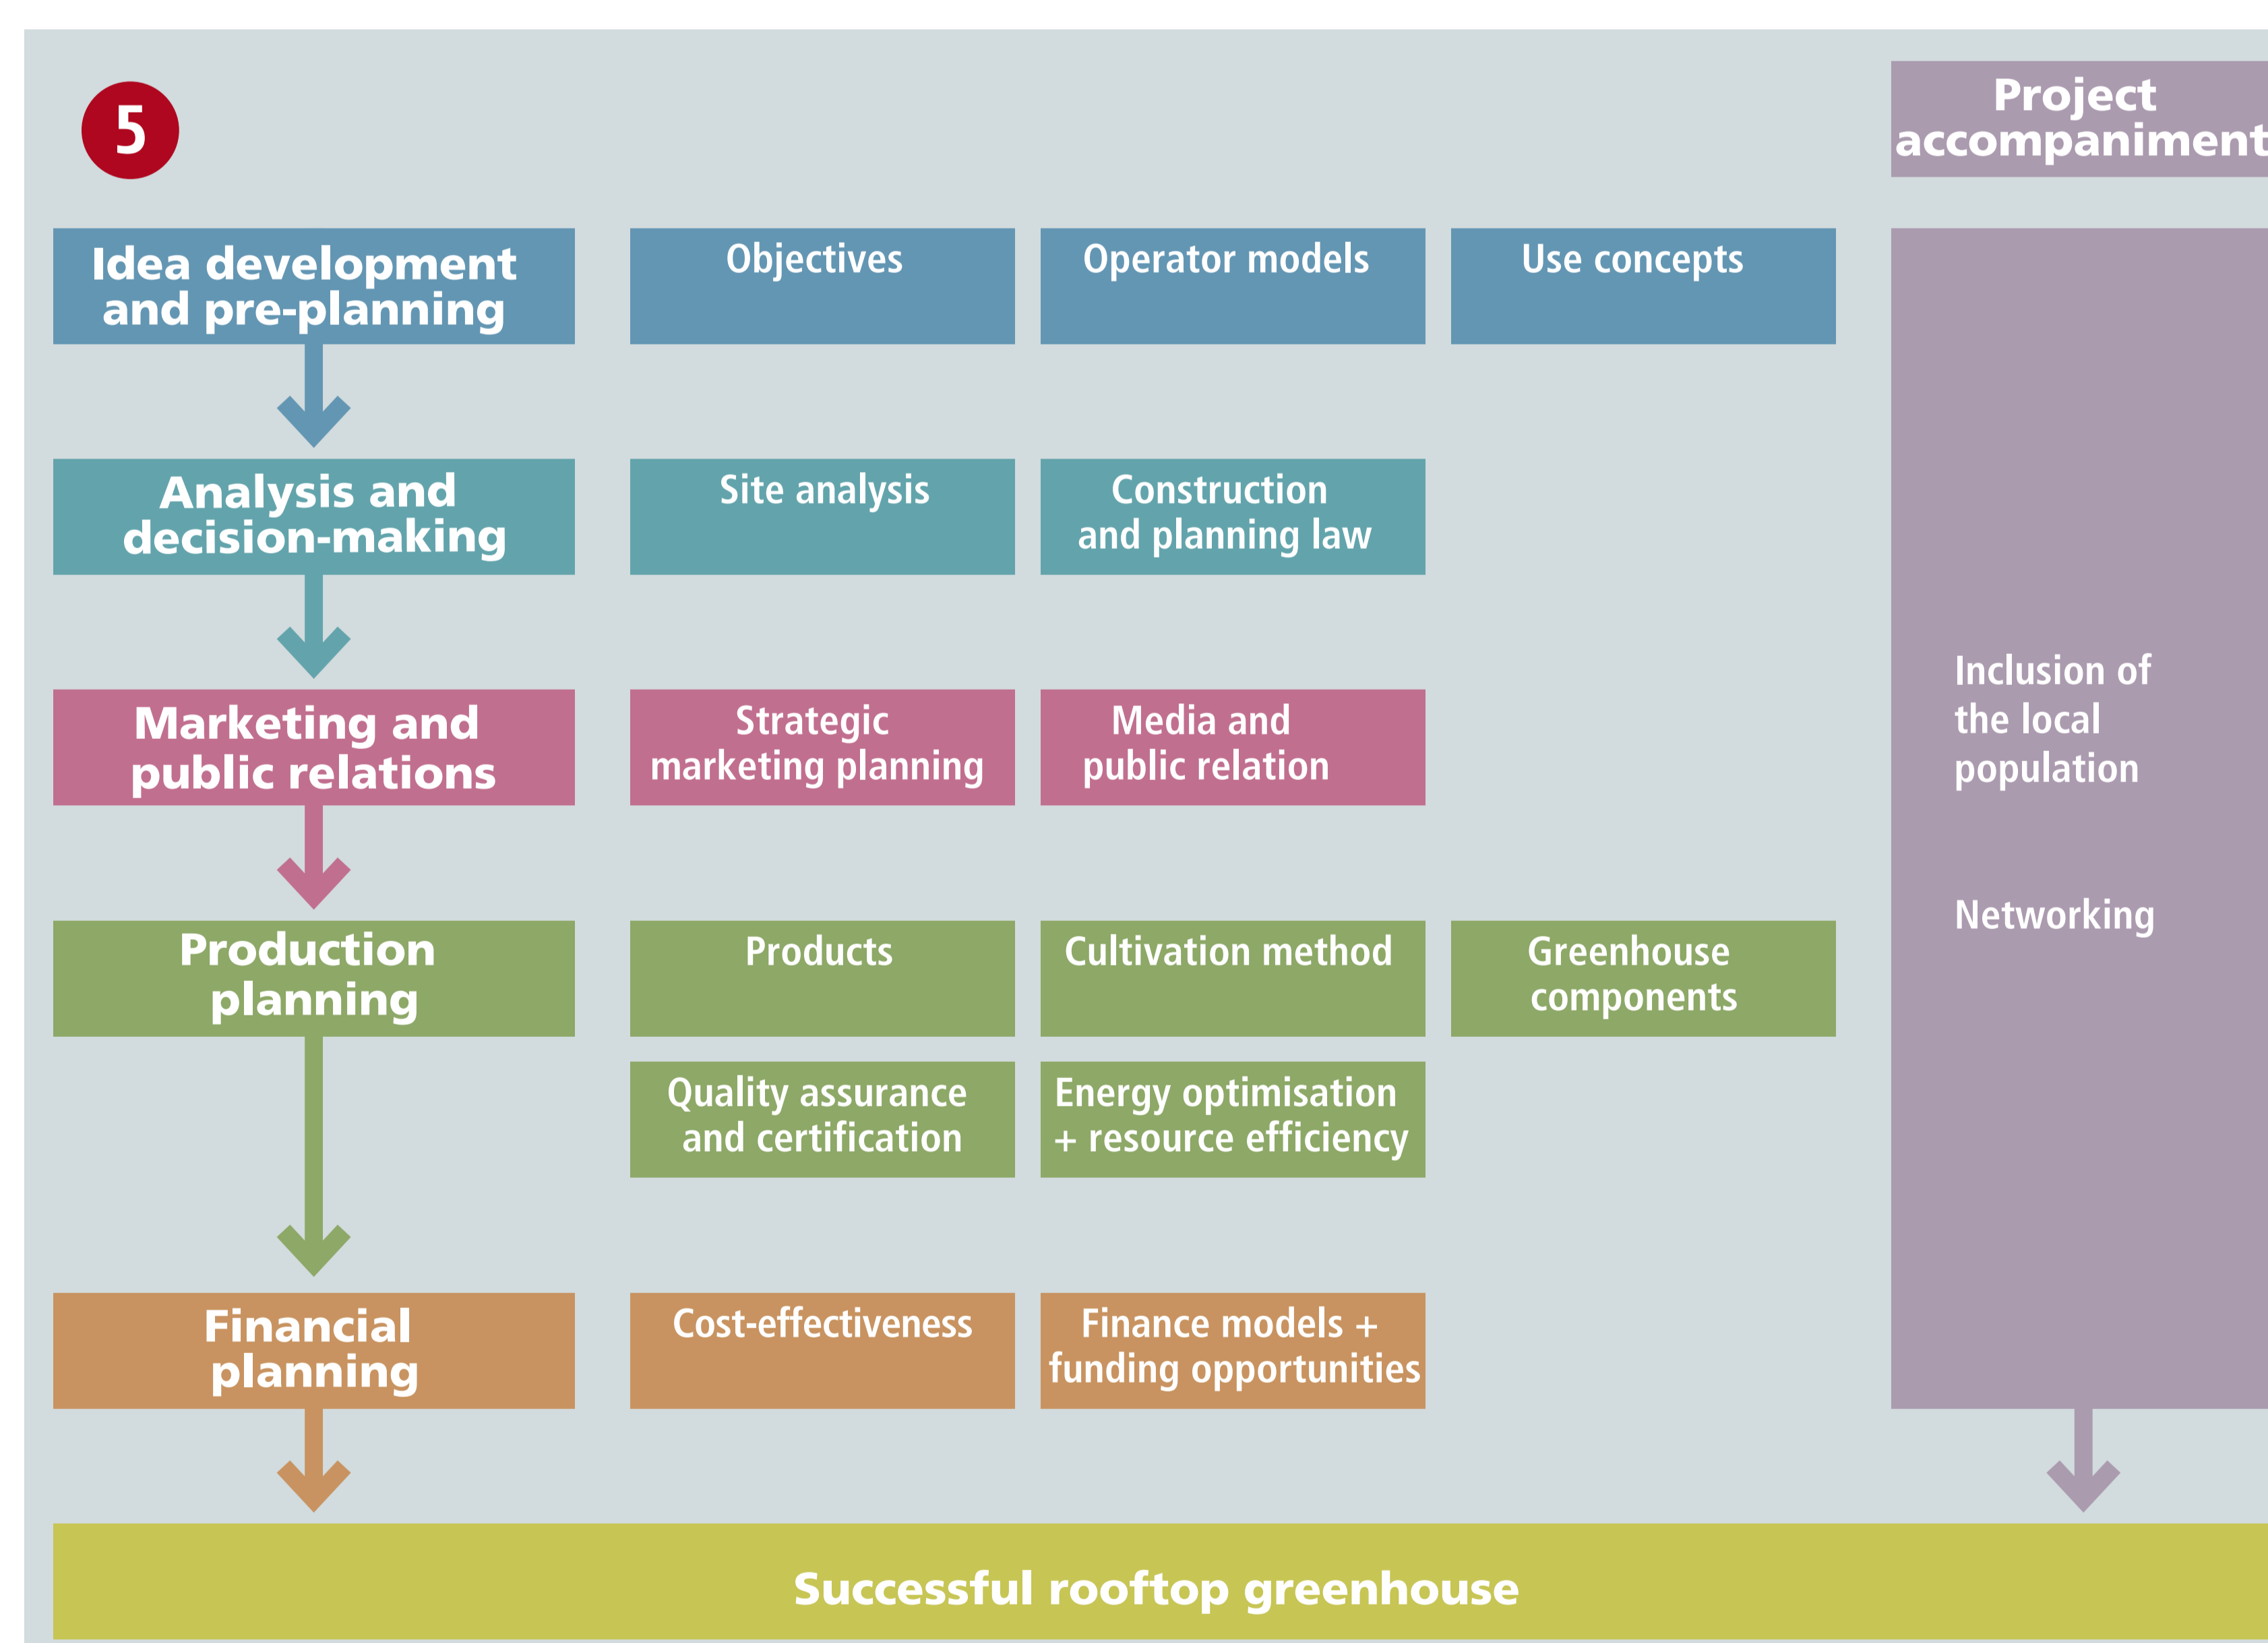 5
Project
accompaniment
Idea development
and pre-planning
Objectives
Operator models
Use concepts
Analysis and
decision-making
Site analysis
Construction
and planning law
Marketing and
public relations
Strategic
marketing planning
Media and
public relation
Inclusion of
the local
population
Networking
Production
planning
Products
Cultivation method
Greenhouse
components
Quality assurance
and certification
Energy optimisation
+ resource efficiency
Financial
planning
Cost-effectiveness
Finance models +
funding opportunities
Successful rooftop greenhouse